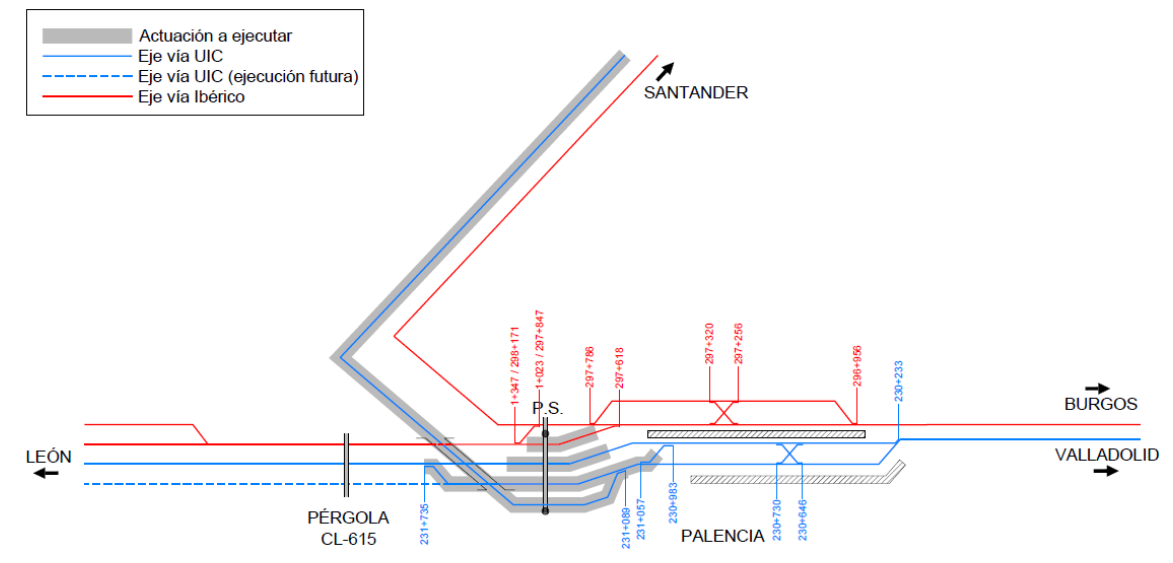 Actuación a ejecutar
Eje vía UIC
Eje vía UIC (ejecución futura)
Eje vía Ibérico
SANTANDER
1+347 / 298+171
1+023 / 297+847
297+786
297+618
297+320
297+256
296+956
230+233
P.S.
BURGOS
LEÓN
VALLADOLID
PÉRGOLA
CL-615
231+735
231+089
231+057
230+983
PALENCIA
230+730
230+646